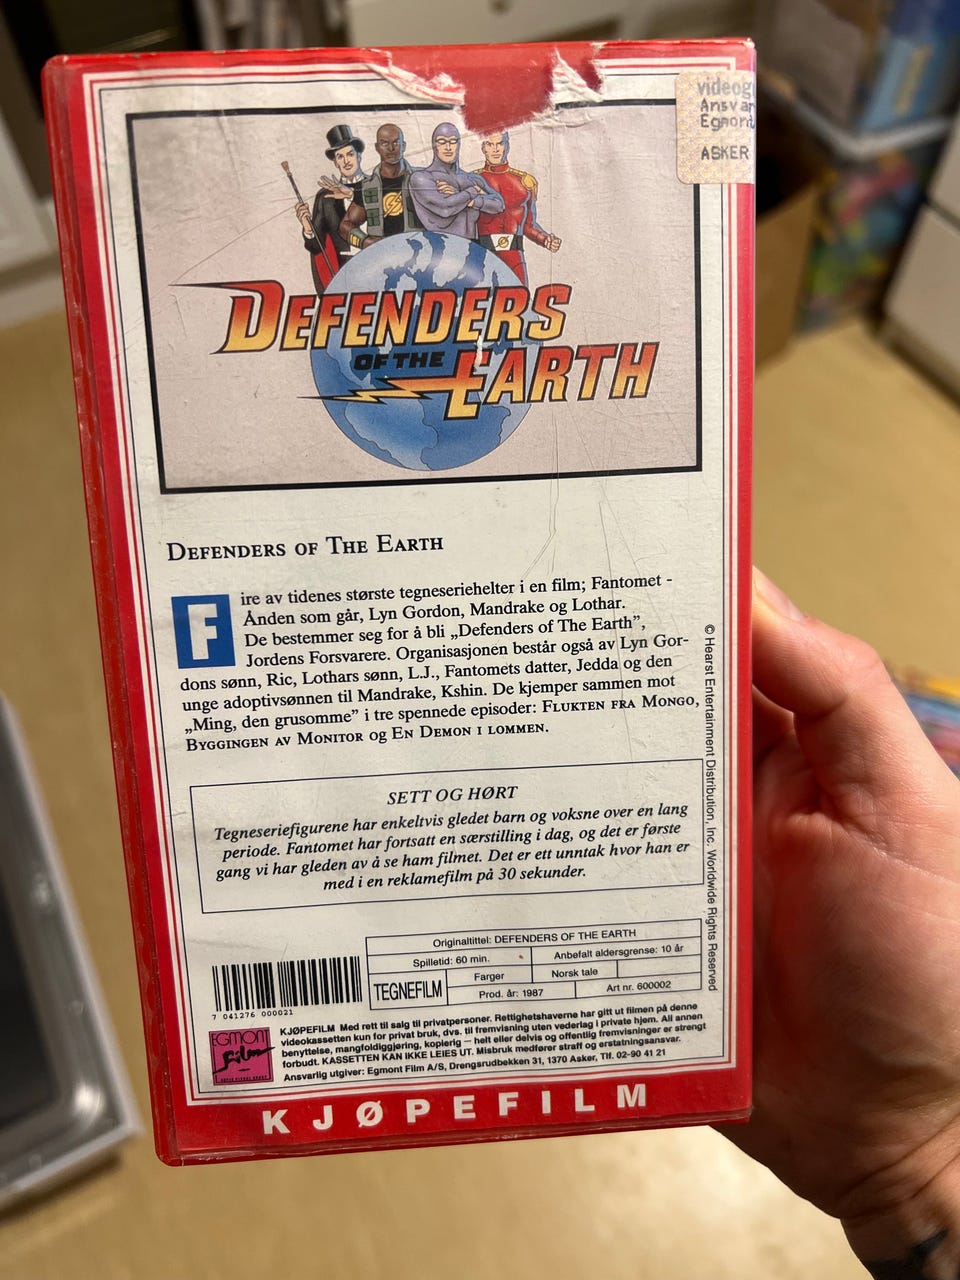 videog
Ansvar
Egmont
ASKER
DEFENDERS
OF THE
EARTH
DEFENDERS OF THE EARTH
Fire av tidenes største tegneseriehelter i en film; Fantomet -
Ånden som går, Lyn Gordon, Mandrake og Lothar.
De bestemmer seg for å bli „Defenders of The Earth”,
Jordens Forsvarere. Organisasjonen består også av Lyn Gor-
dons sønn, Ric, Lothars sønn, L.J., Fantomets datter, Jedda og den
unge adoptivsønnen til Mandrake, Kshin. De kjemper sammen mot
„Ming, den grusomme” i tre spennede episoder: FLUKTEN FRA MONGO,
BYGGINGEN AV MONITOR og EN DEMON I LOMMEN.
SETT OG HØRT
Tegneseriefigurene har enkeltvis gledet barn og voksne over en lang
periode. Fantomet har fortsatt en særstilling i dag, og det er første
gang vi har gleden av å se ham filmet. Det er ett unntak hvor han er
med i en reklamefilm på 30 sekunder.
© Hearst Entertainment Distribution, Inc. Worldwide Rights Reserved
Originaltittel: DEFENDERS OF THE EARTH
Spilletid: 60 min.
Anbefalt aldersgrense: 10 år
TEGNEFILM
Farger
Norsk tale
Prod. år: 1987
Art nr. 600002
7 041276 000021
EGMONT
Film
KJØPEFILM Med rett til salg til privatpersoner. Rettighetshaverne har gitt ut filmen på denne
videokassetten kun for privat bruk, dvs. til fremvisning uten vederlag i private hjem. All annen
benyttelse, mangfoldiggjøring, kopiering – helt eller delvis og offentlig fremvisninger er strengt
forbudt. KASSETTEN KAN IKKE LEIES UT. Misbruk medfører straff og erstatningsansvar.
Ansvarlig utgiver: Egmont Film A/S, Drengsrudbekken 31, 1370 Asker, Tlf. 02-90 41 21
KJØPEFILM